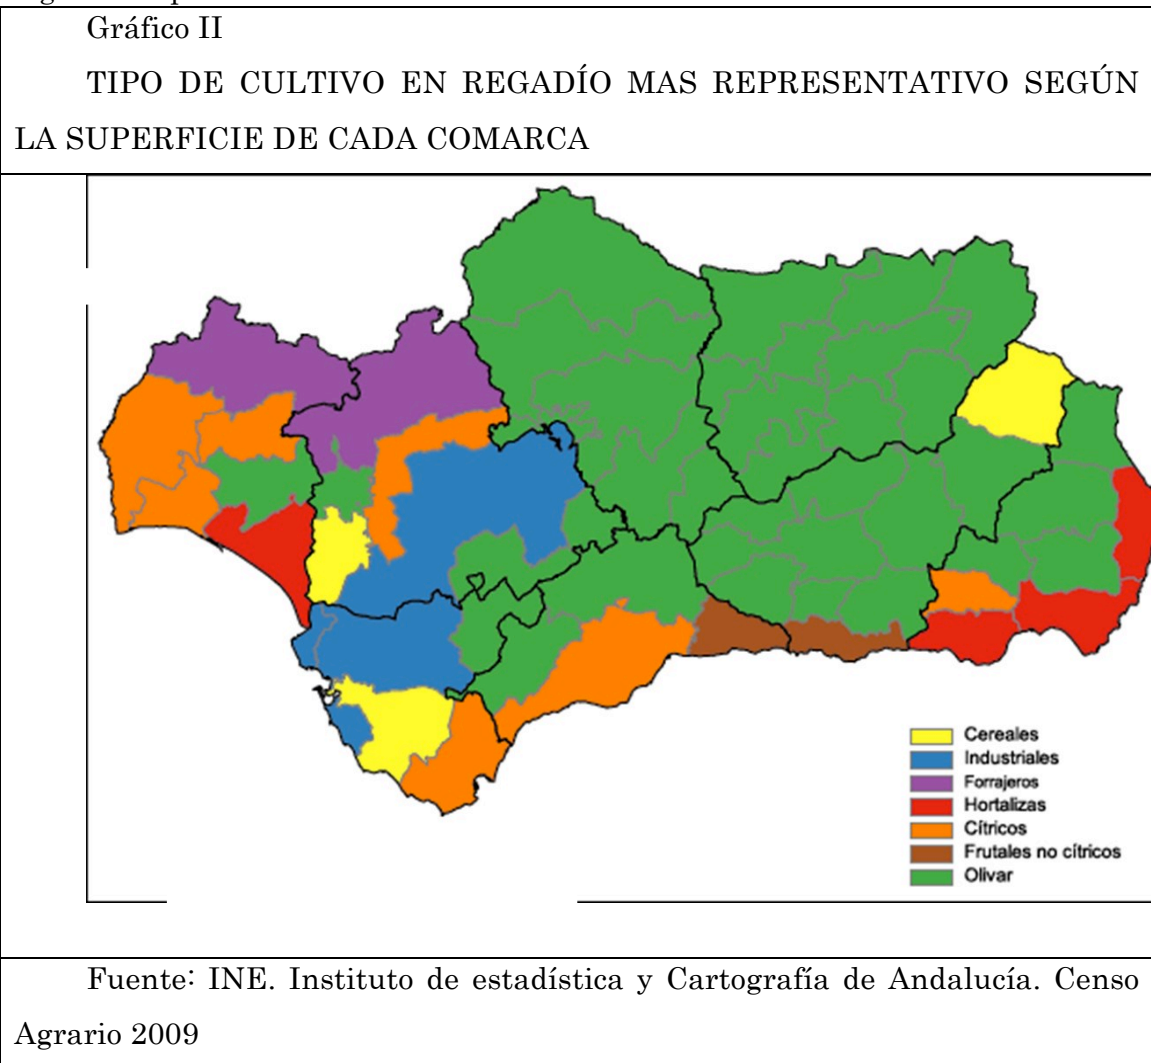 Gráfico II
TIPO DE CULTIVO EN REGADÍO MAS REPRESENTATIVO SEGÚN
LA SUPERFICIE DE CADA COMARCA
Cereales
Industriales
Forrajeros
Hortalizas
Cítricos
Frutales no cítricos
Olivar
Fuente: INE. Instituto de estadística y Cartografía de Andalucía. Censo
Agrario 2009